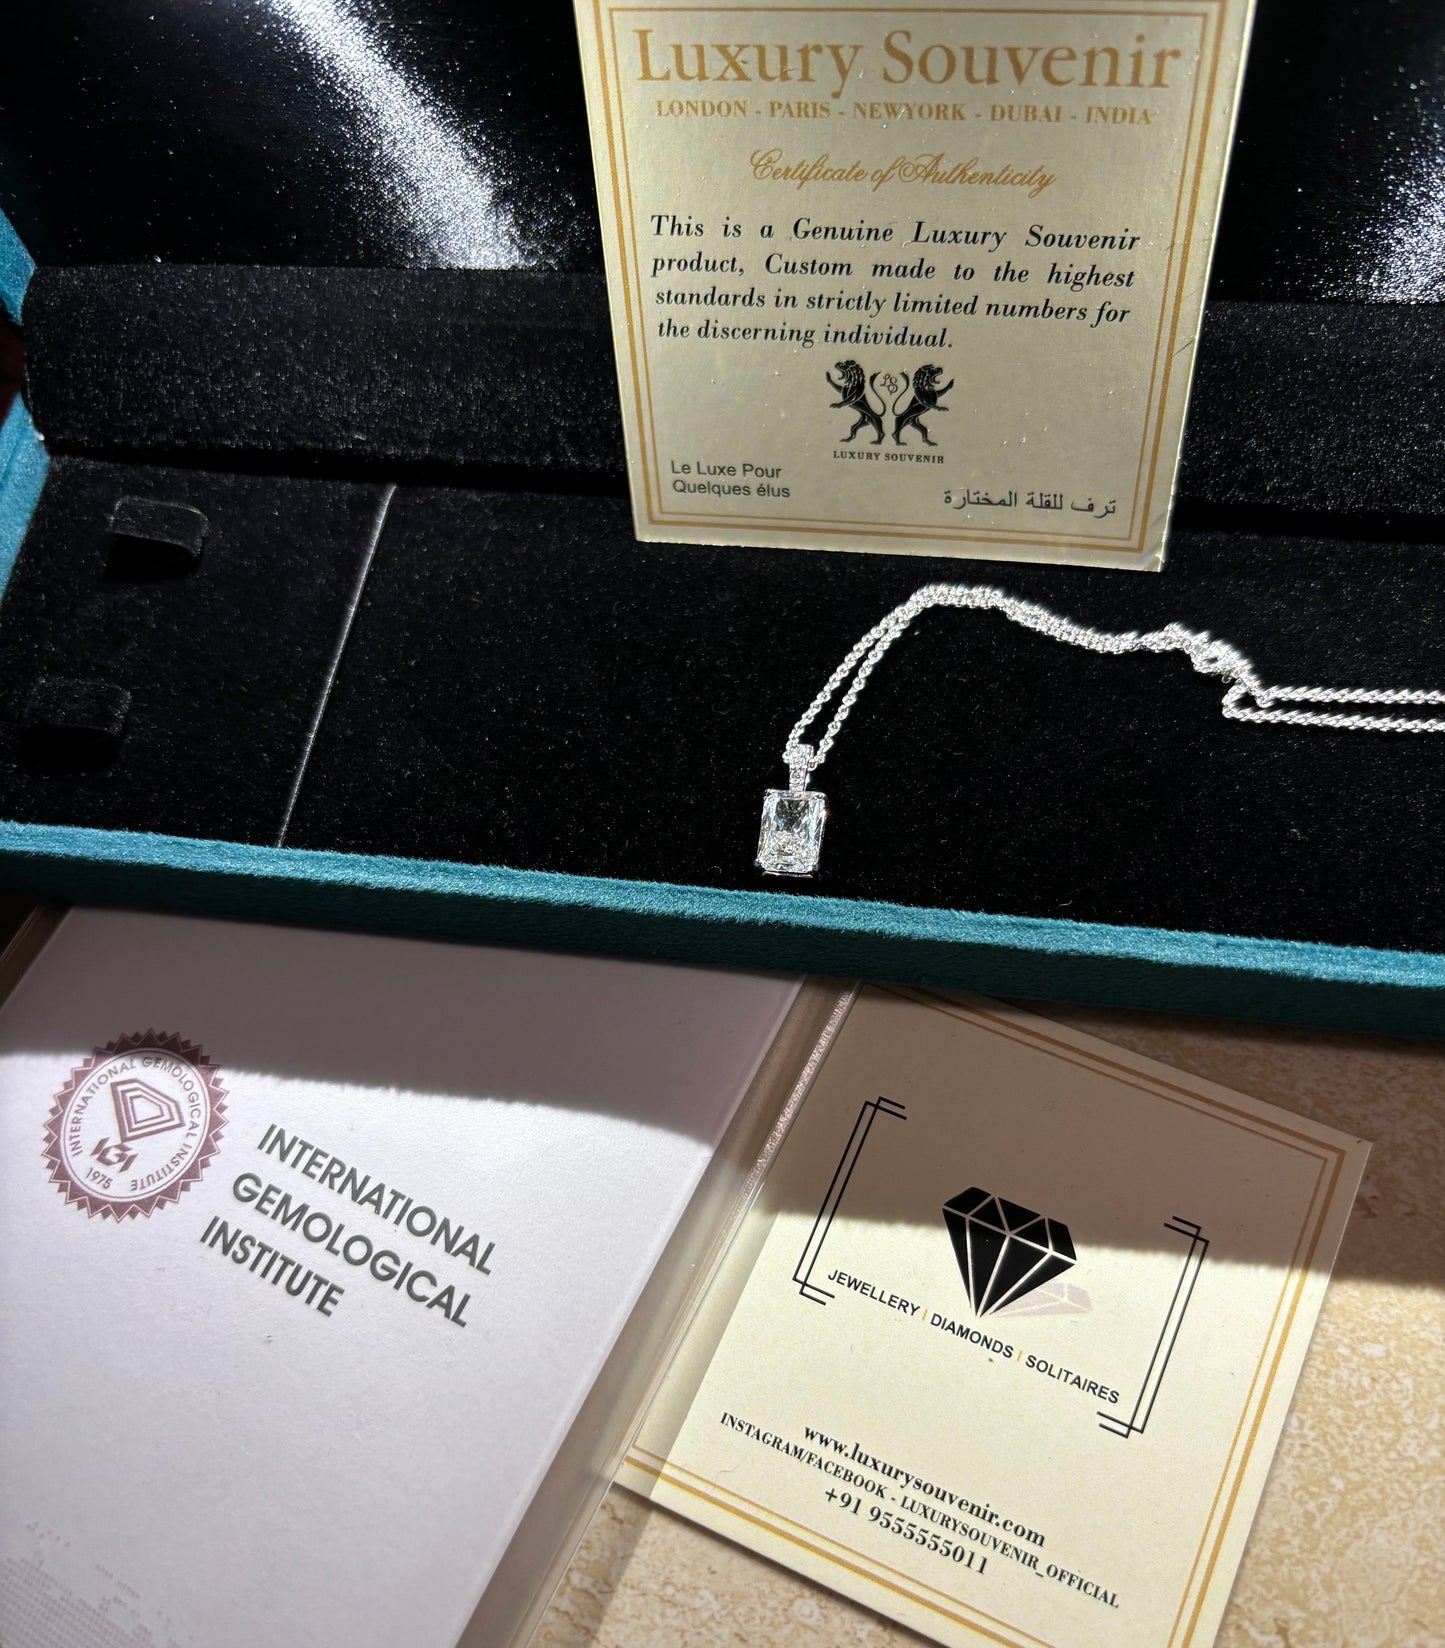 Luxury Souvenir
LONDON - PARIS - NEWYORK - DUBAI - INDIA
Certificate of Authenticity
This is a Genuine Luxury Souvenir
product, Custom made to the highest
standards in strictly limited numbers for
the discerning individual.
LS
LUXURY SOUVENIR
Le Luxe Pour
Quelques élus
ترف للقلة المختارة
INTERNATIONAL GEMOLOGICAL INSTITUTE
IGI
1975
INTERNATIONAL
GEMOLOGICAL
INSTITUTE
JEWELLERY | DIAMONDS | SOLITAIRES
www.luxurysouvenir.com
INSTAGRAM/FACEBOOK - LUXURYSOUVENIR_OFFICIAL
+91 9555555011